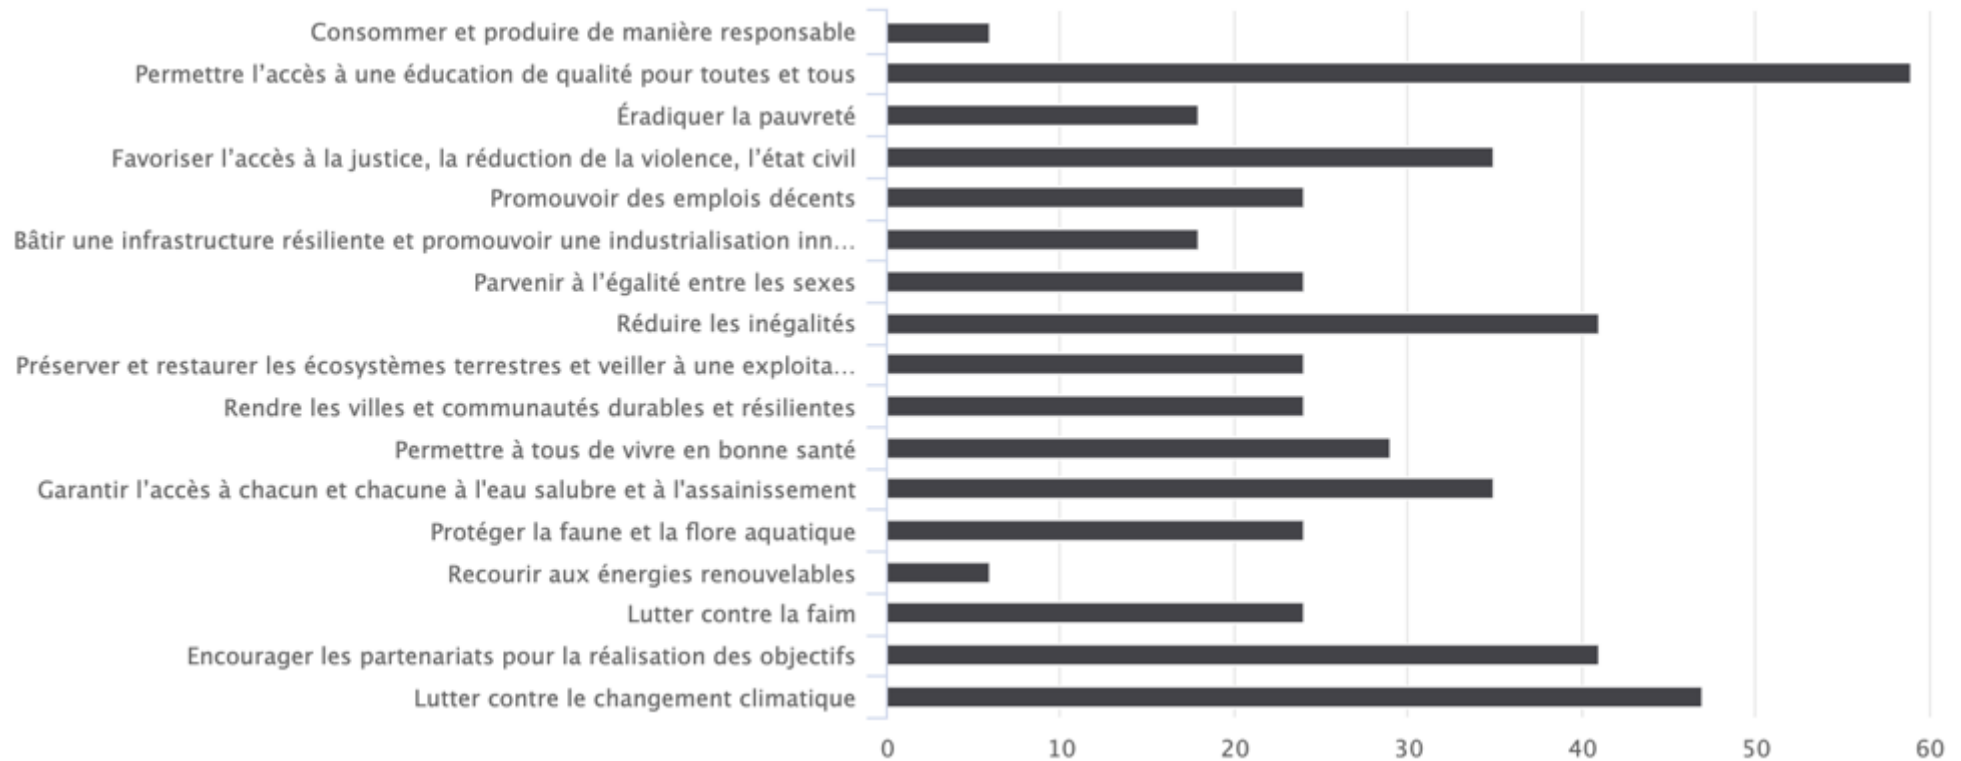 Consommer et produire de manière responsable
Permettre l’accès à une éducation de qualité pour toutes et tous
Éradiquer la pauvreté
Favoriser l’accès à la justice, la réduction de la violence, l’état civil
Promouvoir des emplois décents
Bâtir une infrastructure résiliente et promouvoir une industrialisation inn…
Parvenir à l’égalité entre les sexes
Réduire les inégalités
Préserver et restaurer les écosystèmes terrestres et veiller à une exploita…
Rendre les villes et communautés durables et résilientes
Permettre à tous de vivre en bonne santé
Garantir l’accès à chacun et chacune à l'eau salubre et à l'assainissement
Protéger la faune et la flore aquatique
Recourir aux énergies renouvelables
Lutter contre la faim
Encourager les partenariats pour la réalisation des objectifs
Lutter contre le changement climatique
0 10 20 30 40 50 60